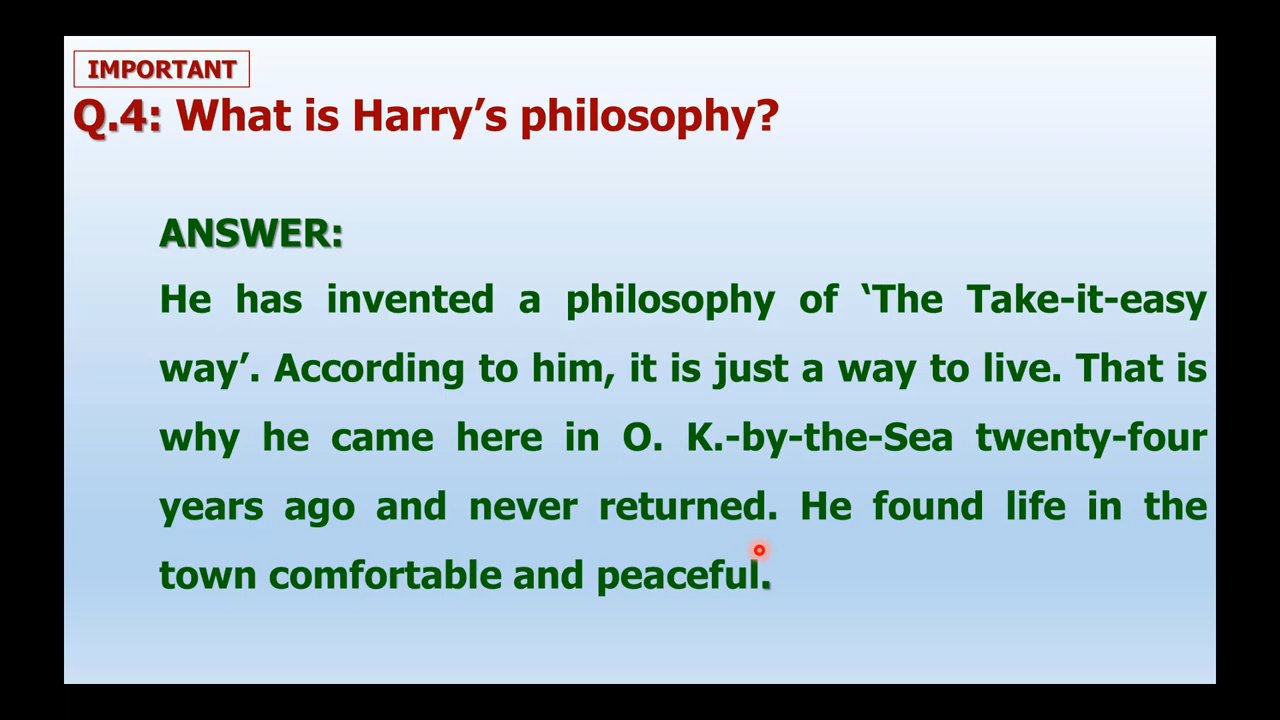 IMPORTANT
Q.4: What is Harry’s philosophy?
ANSWER:
He has invented a philosophy of ‘The Take-it-easy
way’. According to him, it is just a way to live. That is
why he came here in O. K.-by-the-Sea twenty-four
years ago and never returned. He found life in the
town comfortable and peaceful.